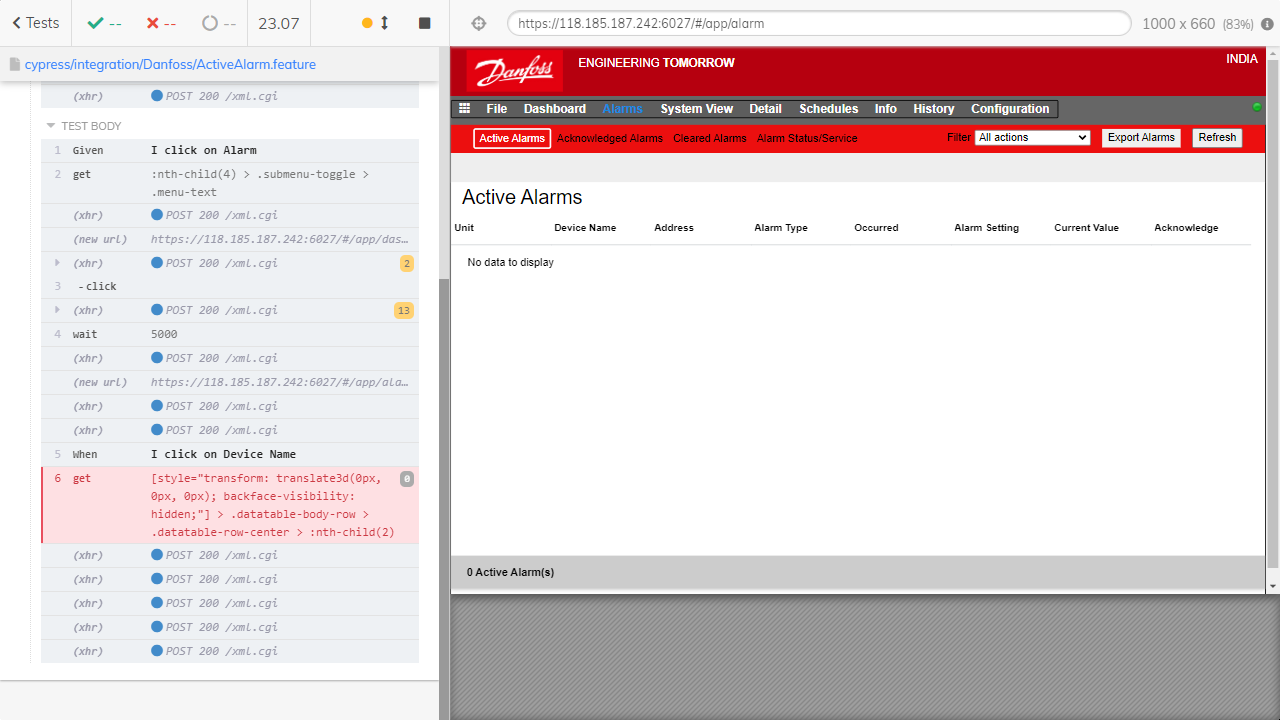 Tests
--
--
--
23.07
https://118.185.187.242:6027/#/app/alarm
1000 x 660 (83%)
cypress/integration/Danfoss/ActiveAlarm.feature
(xhr) POST 200 /xml.cgi
TEST BODY
1 Given I click on Alarm
2 get :nth-child(4) > .submenu-toggle >
.menu-text
(xhr) POST 200 /xml.cgi
(new url) https://118.185.187.242:6027/#/app/das…
(xhr) POST 200 /xml.cgi 2
3 -click
(xhr) POST 200 /xml.cgi 13
4 wait 5000
(xhr) POST 200 /xml.cgi
(new url) https://118.185.187.242:6027/#/app/ala…
(xhr) POST 200 /xml.cgi
(xhr) POST 200 /xml.cgi
5 When I click on Device Name
6 get [style="transform: translate3d(0px, 0
0px, 0px); backface-visibility:
hidden;"] > .datatable-body-row >
.datatable-row-center > :nth-child(2)
(xhr) POST 200 /xml.cgi
(xhr) POST 200 /xml.cgi
(xhr) POST 200 /xml.cgi
(xhr) POST 200 /xml.cgi
(xhr) POST 200 /xml.cgi
Danfoss
ENGINEERING TOMORROW
INDIA
File Dashboard Alarms System View Detail Schedules Info History Configuration
Active Alarms Acknowledged Alarms Cleared Alarms Alarm Status/Service Filter All actions Export Alarms Refresh
Active Alarms
Unit Device Name Address Alarm Type Occurred Alarm Setting Current Value Acknowledge
No data to display
0 Active Alarm(s)